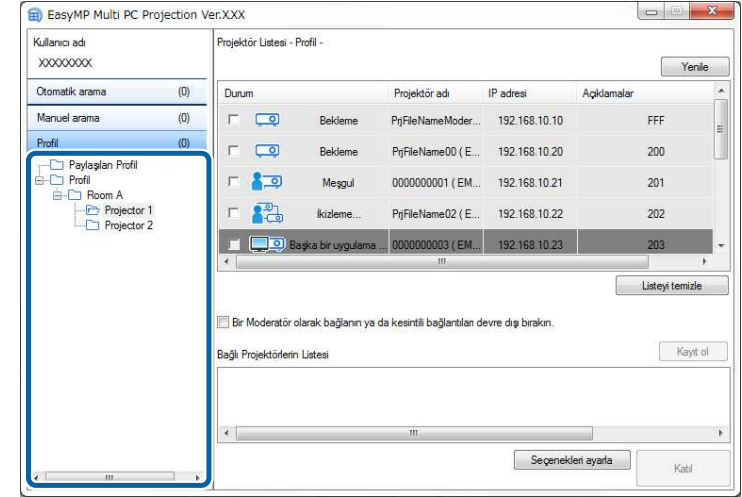 EasyMP Multi PC Projection Ver.XXX
Kullanıcı adı
XXXXXXXX
Otomatik arama (0)
Manuel arama (0)
Profil (0)
Paylaşılan Profil
Profil
Room A
Projector 1
Projector 2
Projektör Listesi - Profil -
Yenile
Durum Projektör adı IP adresi Açıklamalar
Bekleme PrjFileNameModer... 192.168.10.10 FFF
Bekleme PrjFileName00 ( E... 192.168.10.20 200
Meşgul 0000000001 ( EM... 192.168.10.21 201
İkizleme... PrjFileName02 ( E... 192.168.10.22 202
Başka bir uygulama ... 0000000003 ( EM... 192.168.10.23 203
Listeyi temizle
Bir Moderatör olarak bağlanın ya da kesintili bağlantıları devre dışı bırakın.
Bağlı Projektörlerin Listesi
Kayıt ol
Seçenekleri ayarla
Katıl